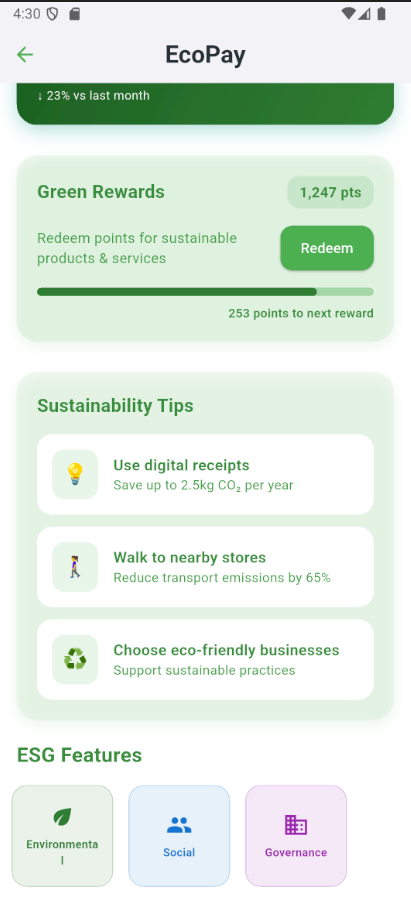 4:30
EcoPay
↓ 23% vs last month
Green Rewards
1,247 pts
Redeem points for sustainable
products & services
Redeem
253 points to next reward
Sustainability Tips
Use digital receipts
Save up to 2.5kg CO₂ per year
Walk to nearby stores
Reduce transport emissions by 65%
Choose eco-friendly businesses
Support sustainable practices
ESG Features
Environmenta
l
Social
Governance